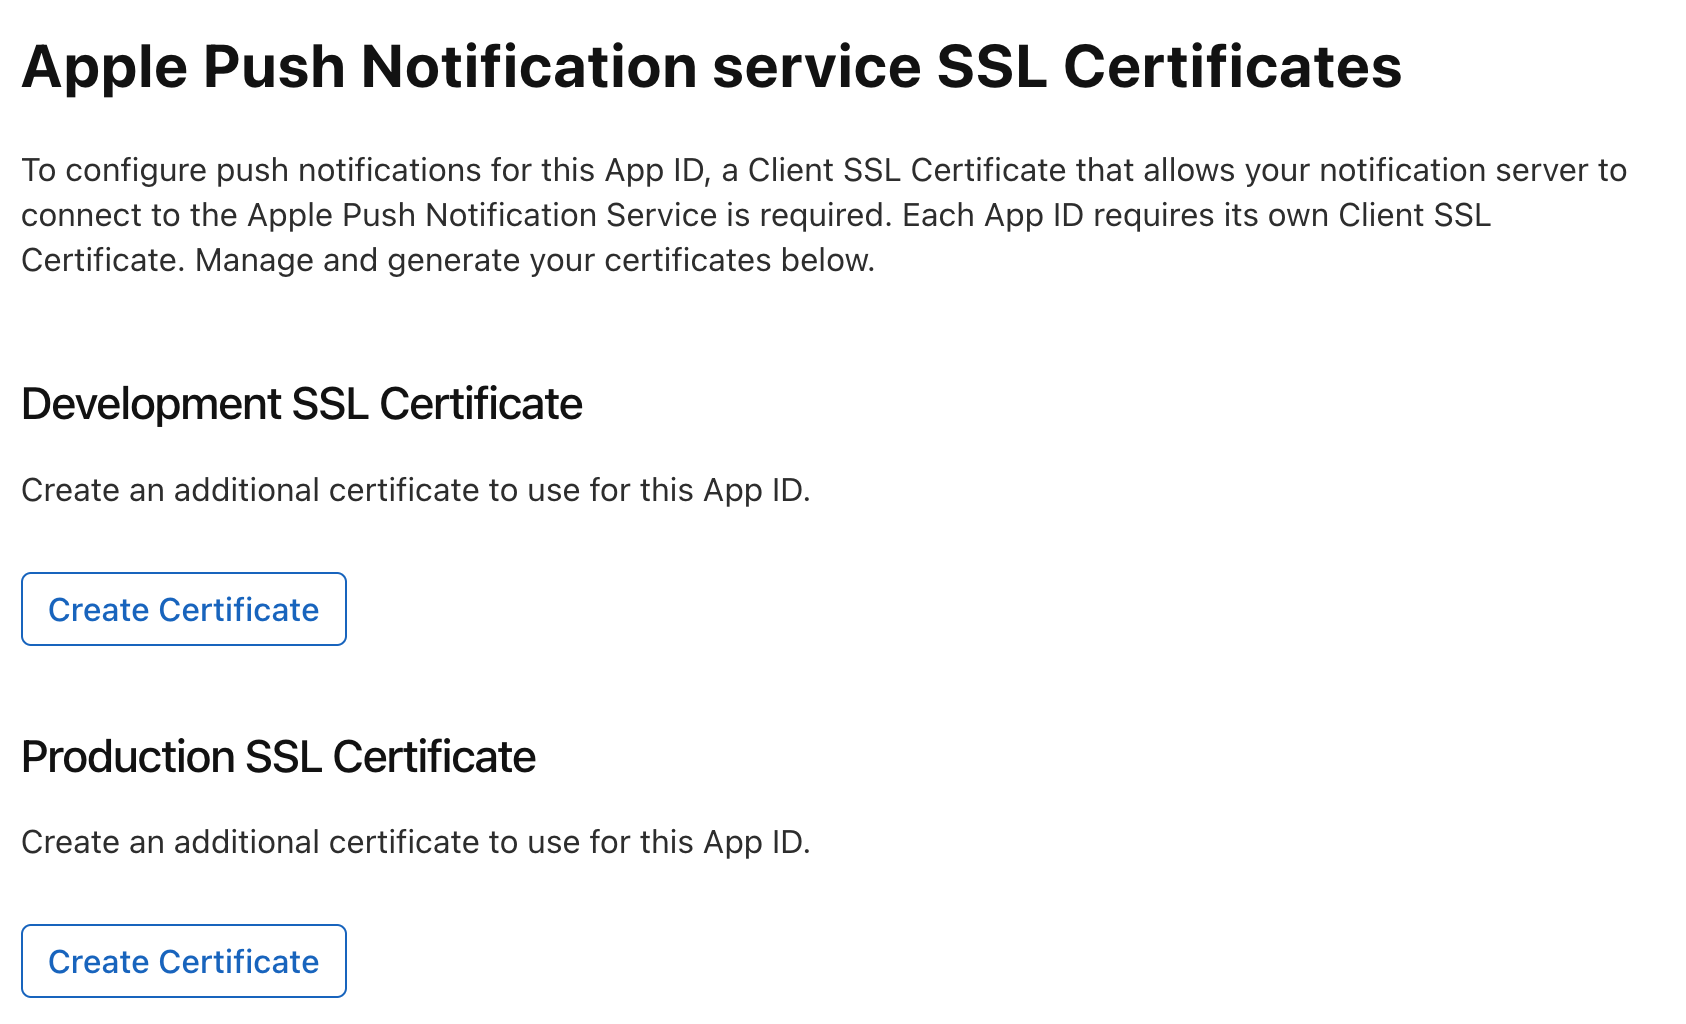 Apple Push Notification service SSL Certificates
To configure push notifications for this App ID, a Client SSL Certificate that allows your notification server to
connect to the Apple Push Notification Service is required. Each App ID requires its own Client SSL
Certificate. Manage and generate your certificates below.
Development SSL Certificate
Create an additional certificate to use for this App ID.
Create Certificate
Production SSL Certificate
Create an additional certificate to use for this App ID.
Create Certificate